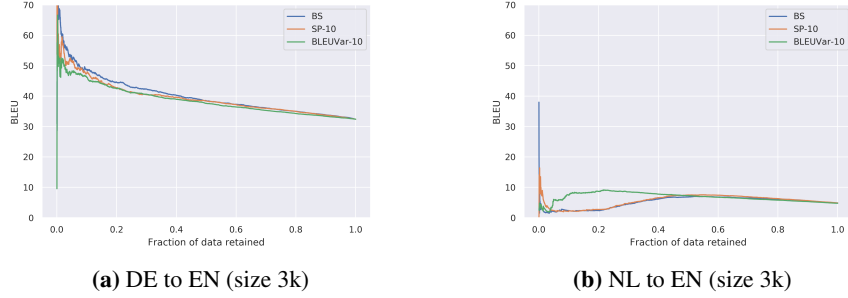 70
60
50
40
30
20
10
0
BLEU
0.0 0.2 0.4 0.6 0.8 1.0
Fraction of data retained
BS
SP-10
BLEUVar-10
(a) DE to EN (size 3k)
70
60
50
40
30
20
10
0
BLEU
0.0 0.2 0.4 0.6 0.8 1.0
Fraction of data retained
BS
SP-10
BLEUVar-10
(b) NL to EN (size 3k)